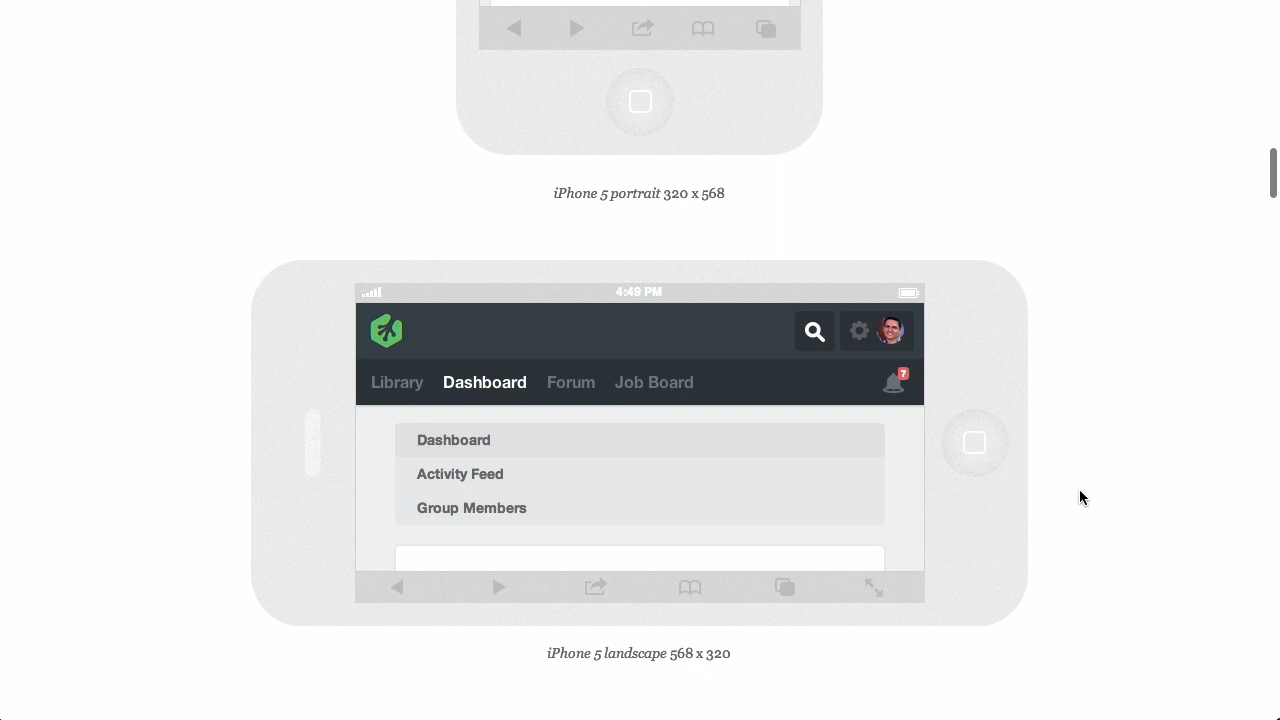 iPhone 5 portrait 320 x 568
4:49 PM
Library Dashboard Forum Job Board
7
Dashboard
Activity Feed
Group Members
iPhone 5 landscape 568 x 320